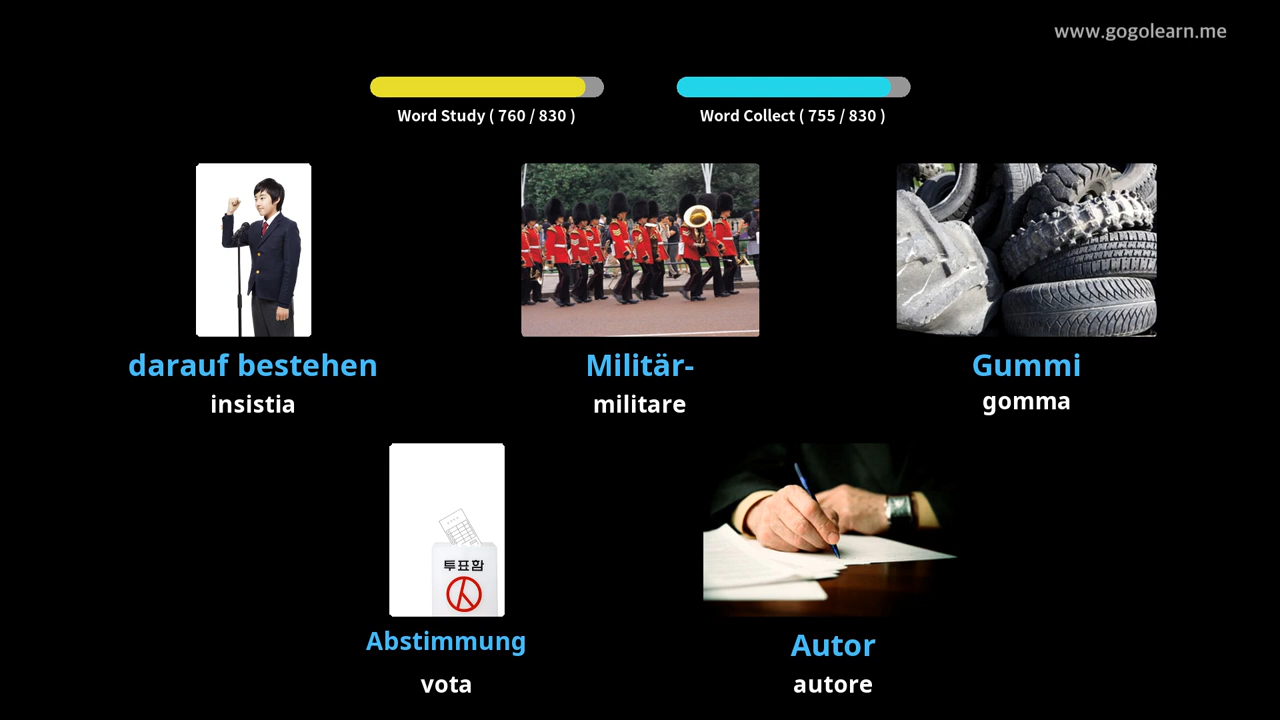 www.gogolearn.me
Word Study ( 760 / 830 )
Word Collect ( 755 / 830 )
darauf bestehen
insistia
Militär-
militare
Gummi
gomma
투표함
Abstimmung
vota
Autor
autore